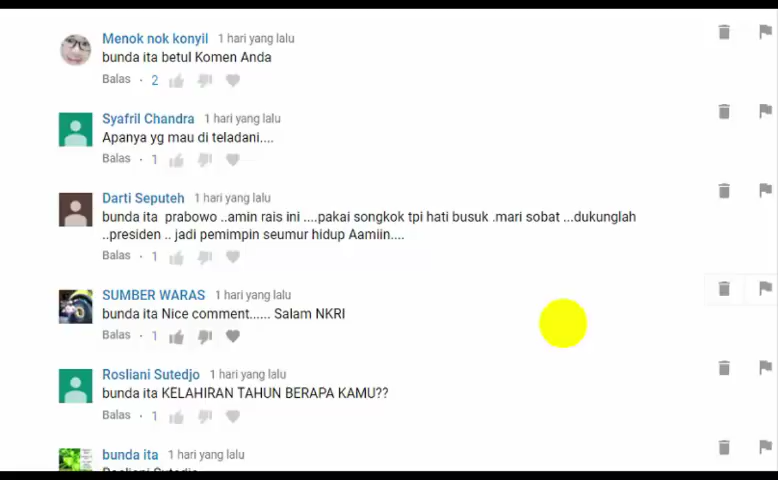 Menok nok konyil 1 hari yang lalu
bunda ita betul Komen Anda
Balas · 2
Syafril Chandra 1 hari yang lalu
Apanya yg mau di teladani....
Balas · 1
Darti Seputeh 1 hari yang lalu
bunda ita prabowo ..amin rais ini ....pakai songkok tpi hati busuk .mari sobat ...dukunglah
..presiden .. jadi pemimpin seumur hidup Aamiin....
Balas · 1
SUMBER WARAS 1 hari yang lalu
bunda ita Nice comment...... Salam NKRI
Balas · 1
Rosliani Sutedjo 1 hari yang lalu
bunda ita KELAHIRAN TAHUN BERAPA KAMU??
Balas · 1
bunda ita 1 hari yang lalu
Rosliani Sutedjo